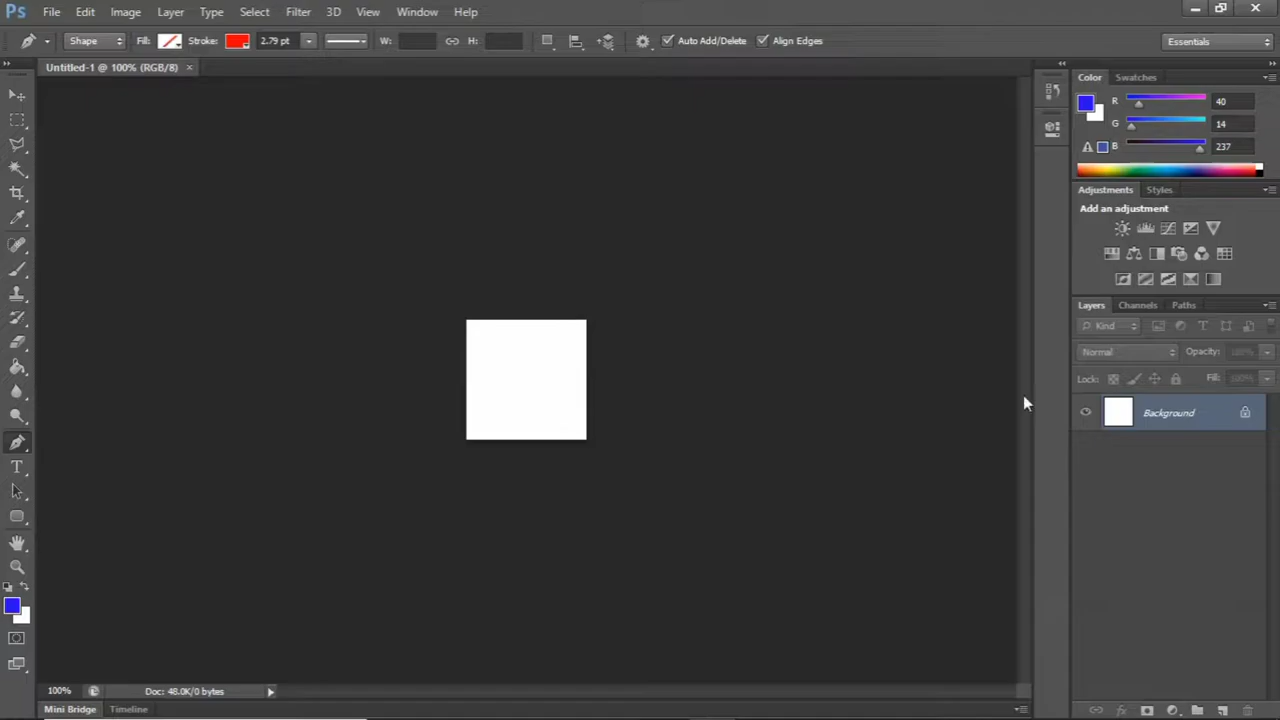 Ps File Edit Image Layer Type Select Filter 3D View Window Help
Shape Fill: Stroke: 2.79 pt W: H: Auto Add/Delete Align Edges Essentials
Untitled-1 @ 100% (RGB/8) ×
Color Swatches
R 40
G 14
B 237
Adjustments Styles
Add an adjustment
Layers Channels Paths
Kind
Normal Opacity: 100%
Lock: Fill: 100%
Background
T
100% Doc: 48.0K/0 bytes
Mini Bridge Timeline